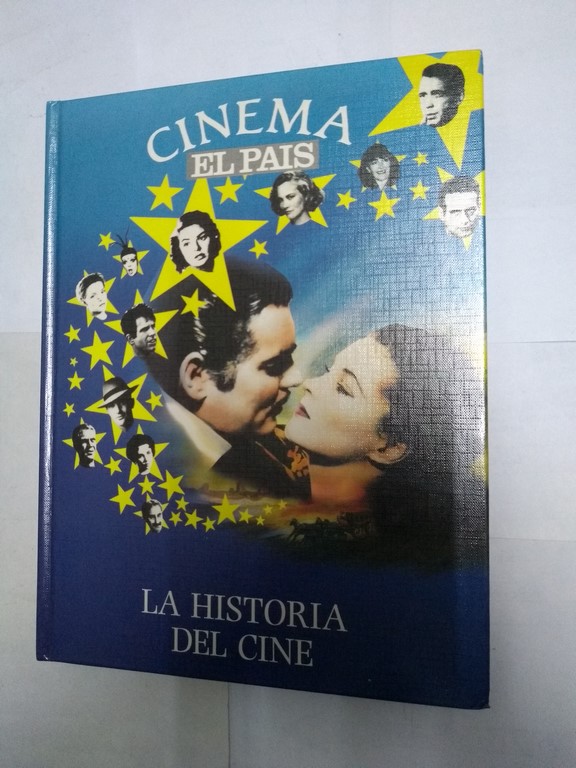 CINEMA
EL PAIS
LA HISTORIA
DEL CINE